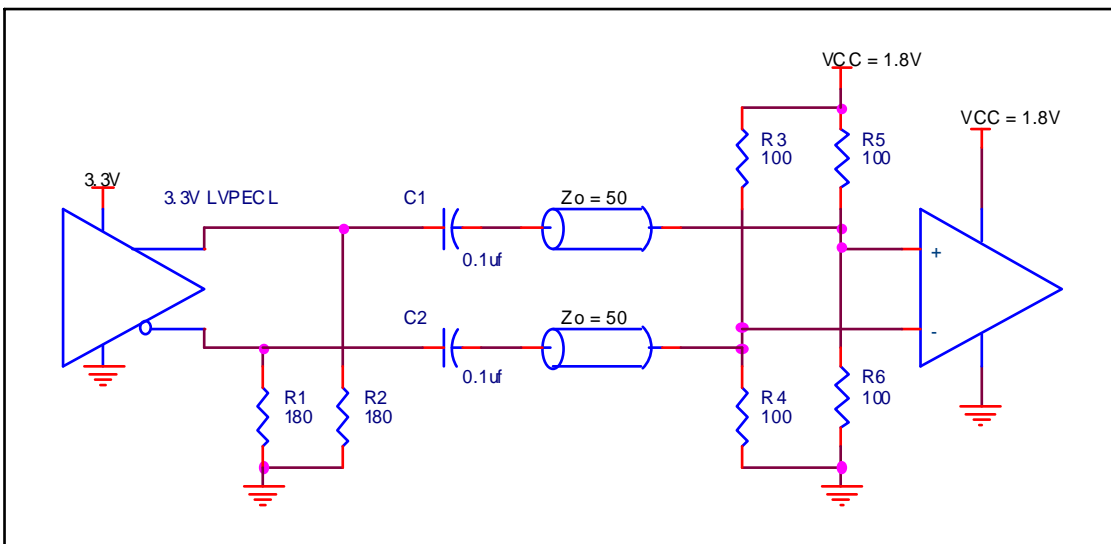 VCC = 1.8V
VCC = 1.8V
R3
100
R5
100
3.3V
3.3V LVPECL
C1
Zo = 50
0.1uf
+
C2
Zo = 50
-
0.1uf
R1
180
R2
180
R4
100
R6
100